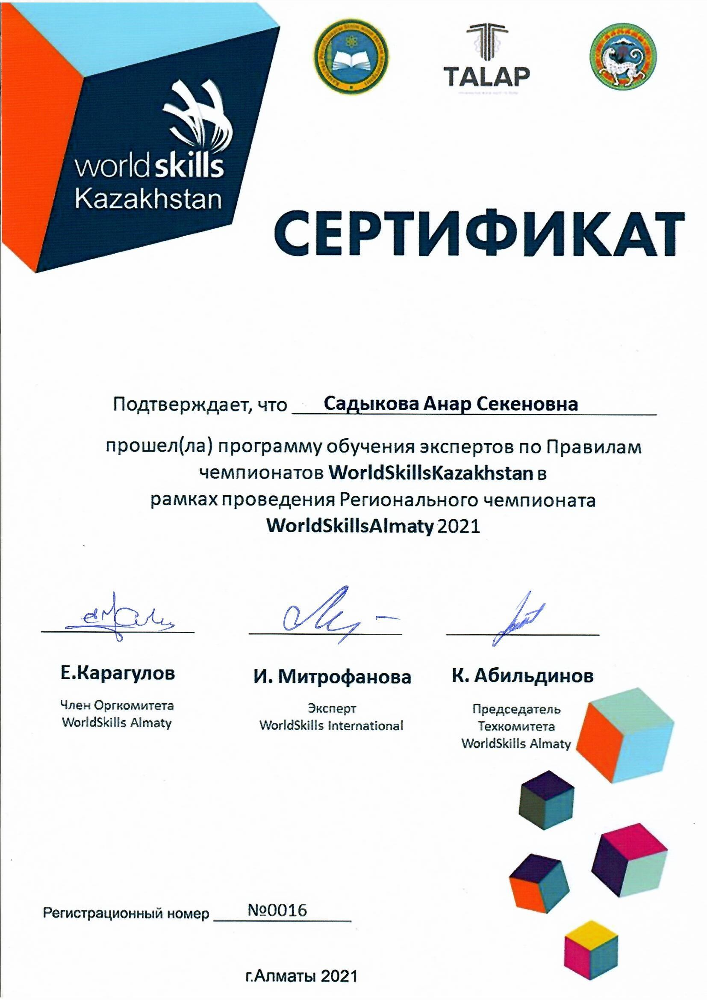 TALAP
world skills
Kazakhstan
СЕРТИФИКАТ
Подтверждает, что Садыкова Анар Секеновна
прошел(ла) программу обучения экспертов по Правилам
чемпионатов WorldSkillsKazakhstan в
рамках проведения Регионального чемпионата
WorldSkillsAlmaty 2021
Е.Карагулов
И. Митрофанова
К. Абильдинов
Член Оргкомитета
WorldSkills Almaty
Эксперт
WorldSkills International
Председатель
Техкомитета
WorldSkills Almaty
Регистрационный номер №0016
г.Алматы 2021